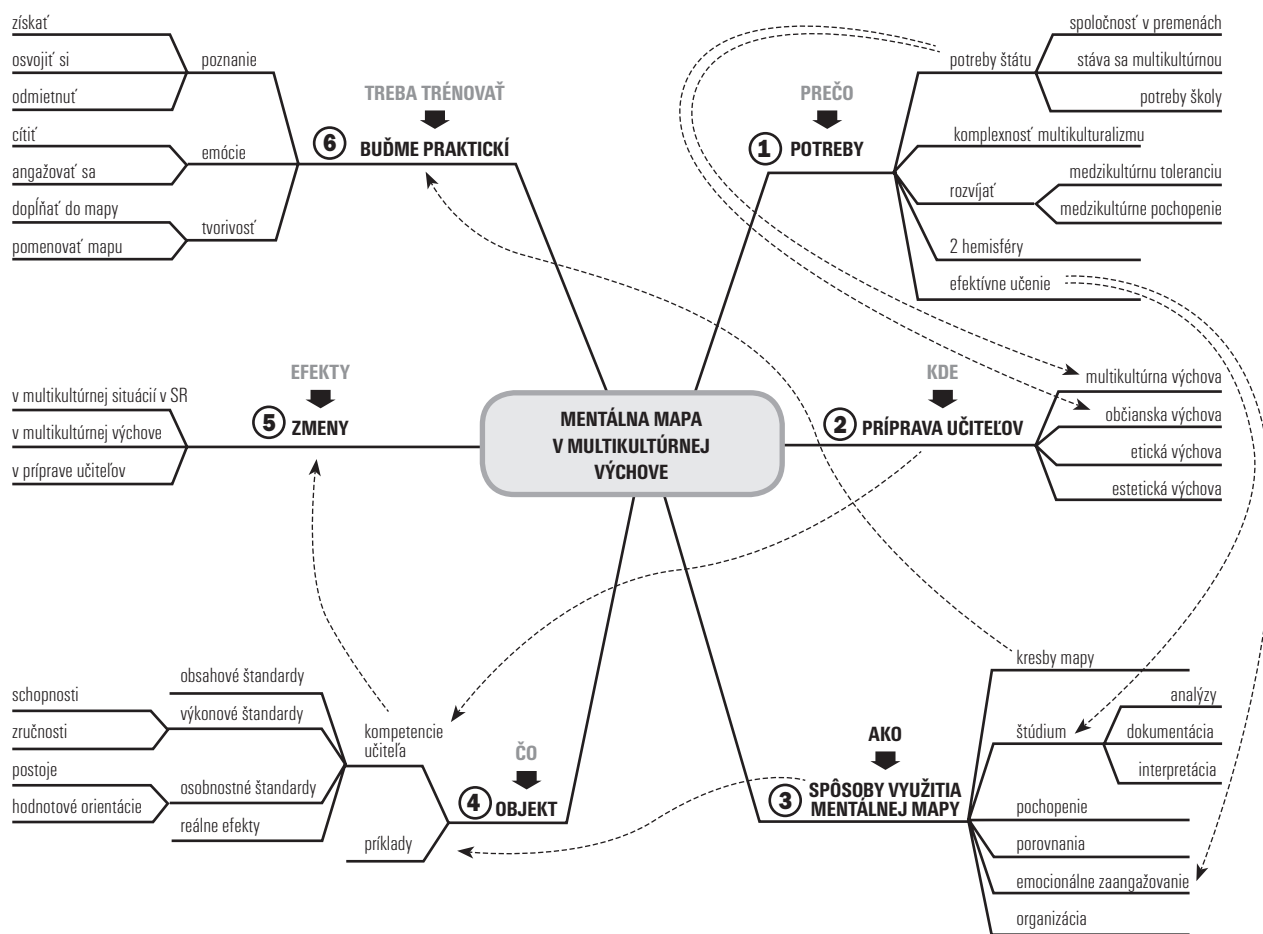 MENTÁLNA MAPA
V MULTIKULTÚRNEJ
VÝCHOVE
PREČO
1 POTREBY
potreby štátu
spoločnosť v premenách
stáva sa multikultúrnou
potreby školy
komplexnosť multikulturalizmu
rozvíjať
medzikultúrnu toleranciu
medzikultúrne pochopenie
2 hemisféry
efektívne učenie
KDE
2 PRÍPRAVA UČITEĽOV
multikultúrna výchova
občianska výchova
etická výchova
estetická výchova
AKO
3 SPÔSOBY VYUŽITIA
MENTÁLNEJ MAPY
kresby mapy
štúdium
analýzy
dokumentácia
interpretácia
pochopenie
porovnania
emocionálne zaangažovanie
organizácia
ČO
4 OBJEKT
kompetencie
učiteľa
obsahové štandardy
výkonové štandardy
schopnosti
zručnosti
osobnostné štandardy
postoje
hodnotové orientácie
reálne efekty
príklady
EFEKTY
5 ZMENY
v multikultúrnej situácií v SR
v multikultúrnej výchove
v príprave učiteľov
TREBA TRÉNOVAŤ
6 BUĎME PRAKTICKÍ
poznanie
získať
osvojiť si
odmietnuť
emócie
cítiť
angažovať sa
tvorivosť
dopĺňať do mapy
pomenovať mapu